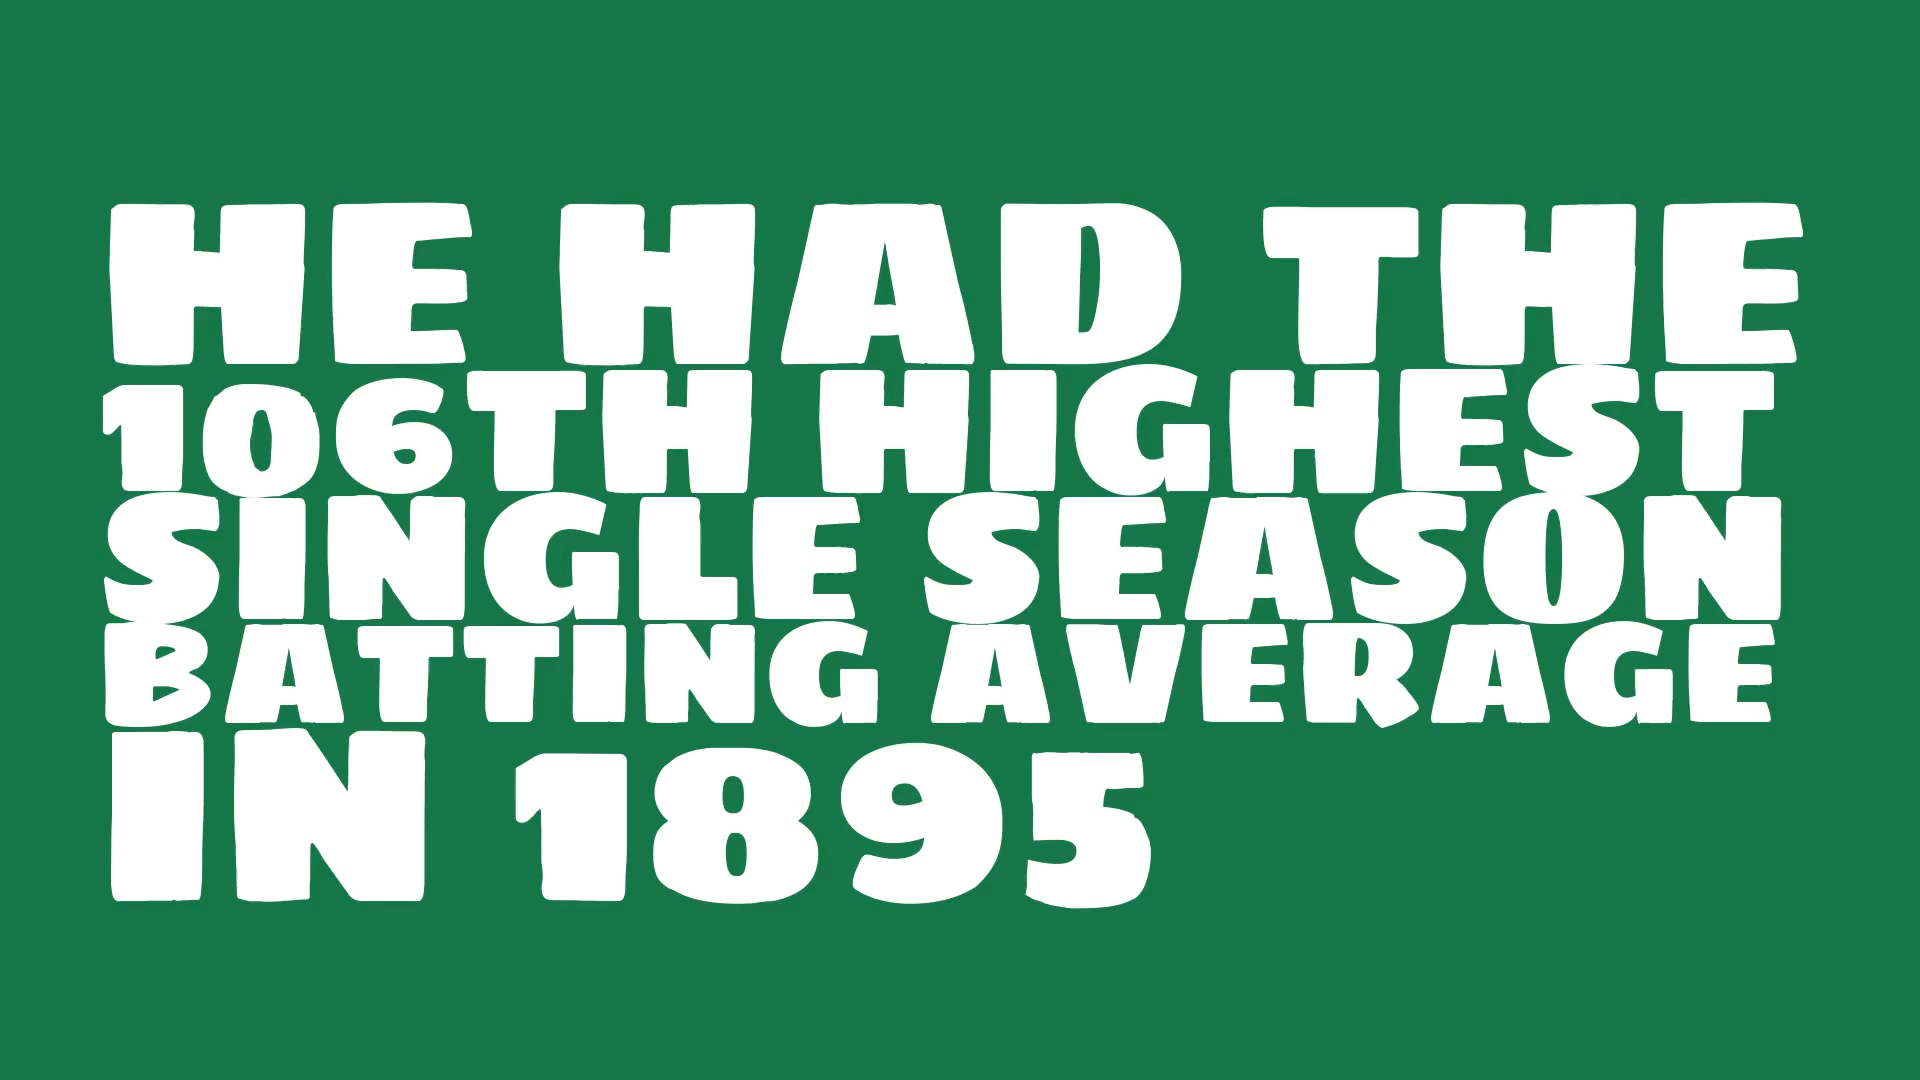 HE HAD THE
106TH HIGHEST
SINGLE SEASON
BATTING AVERAGE
IN 1895